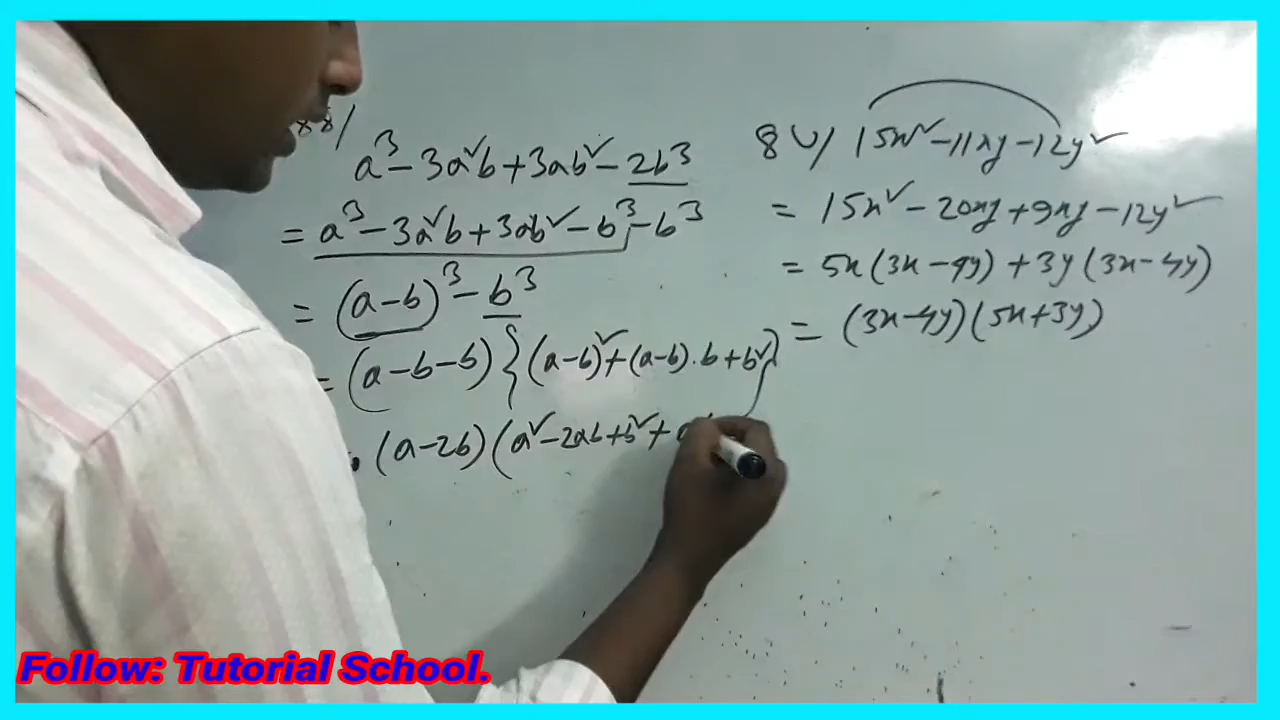 88/
a³ - 3a²b + 3ab² - 2b³
= a³ - 3a²b + 3ab² - b³ - b³
= (a-b)³ - b³
= (a-b-b){(a-b)² + (a-b).b + b²}
(a-2b)(a² - 2ab + b² +
8৮/ 15x² - 11xy - 12y²
= 15x² - 20xy + 9xy - 12y²
= 5x(3x - 4y) + 3y(3x - 4y)
= (3x-4y)(5x+3y)
Follow: Tutorial School.